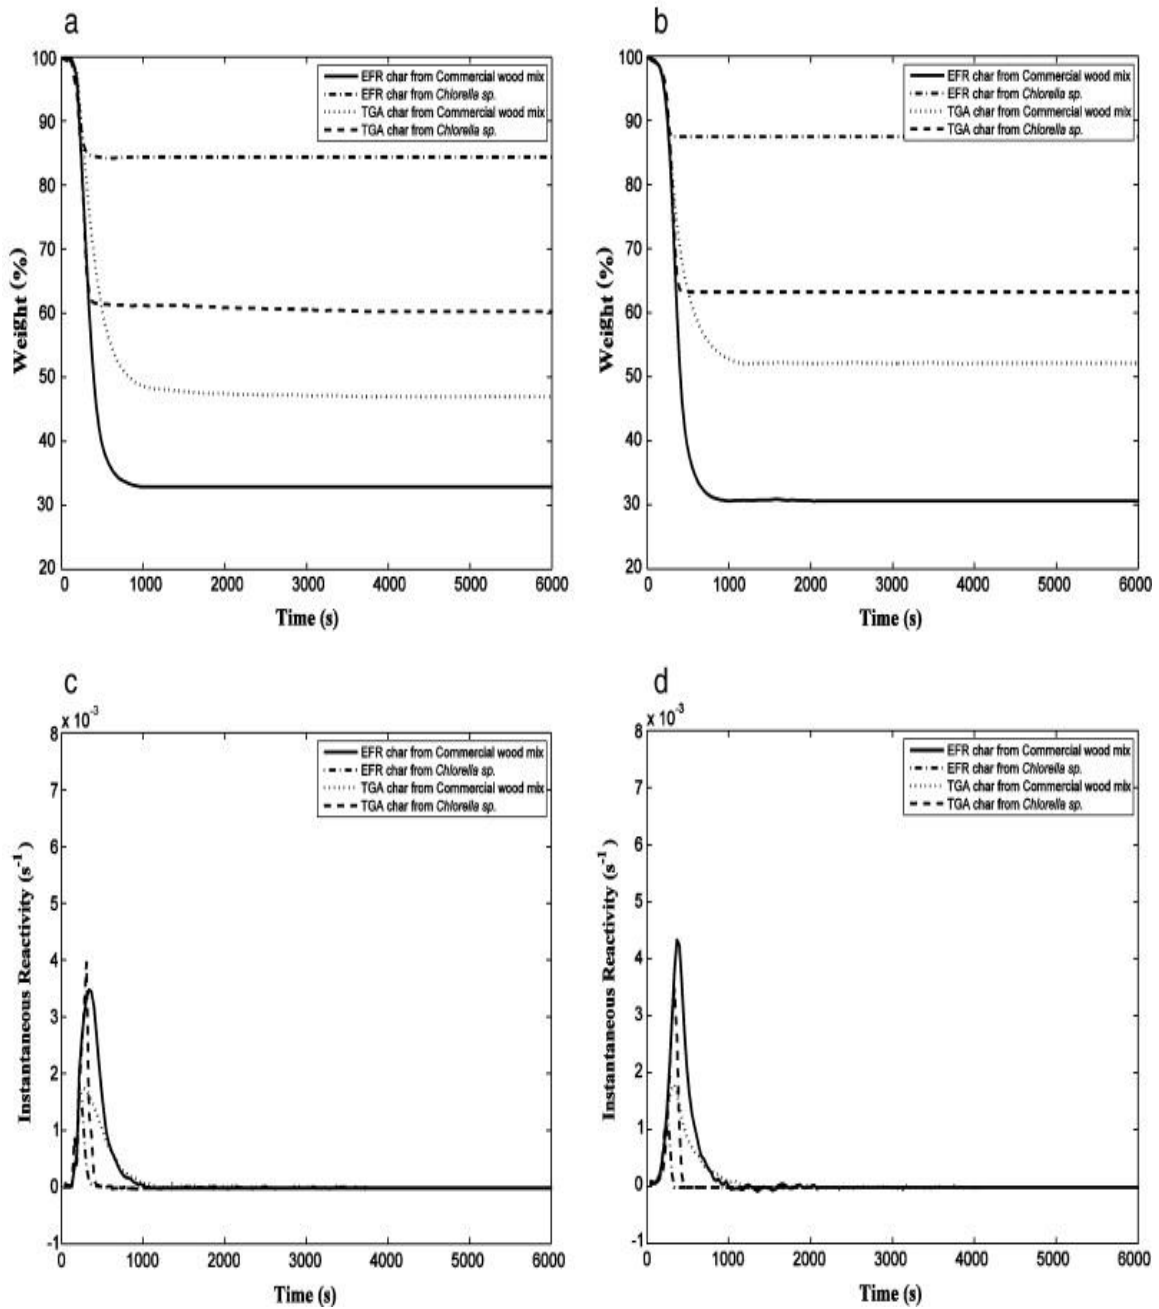 a
EFR char from Commercial wood mix
EFR char from Chlorella sp.
TGA char from Commercial wood mix
TGA char from Chlorella sp.
100
90
80
70
60
50
40
30
20
Weight (%)
0 1000 2000 3000 4000 5000 6000
Time (s)
b
EFR char from Commercial wood mix
EFR char from Chlorella sp.
TGA char from Commercial wood mix
TGA char from Chlorella sp.
100
90
80
70
60
50
40
30
20
Weight (%)
0 1000 2000 3000 4000 5000 6000
Time (s)
c
x 10-3
EFR char from Commercial wood mix
EFR char from Chlorella sp.
TGA char from Commercial wood mix
TGA char from Chlorella sp.
8
7
6
5
4
3
2
1
0
-1
Instantaneous Reactivity (s-1)
0 1000 2000 3000 4000 5000 6000
Time (s)
d
x 10-3
EFR char from Commercial wood mix
EFR char from Chlorella sp.
TGA char from Commercial wood mix
TGA char from Chlorella sp.
8
7
6
5
4
3
2
1
0
-1
Instantaneous Reactivity (s-1)
0 1000 2000 3000 4000 5000 6000
Time (s)